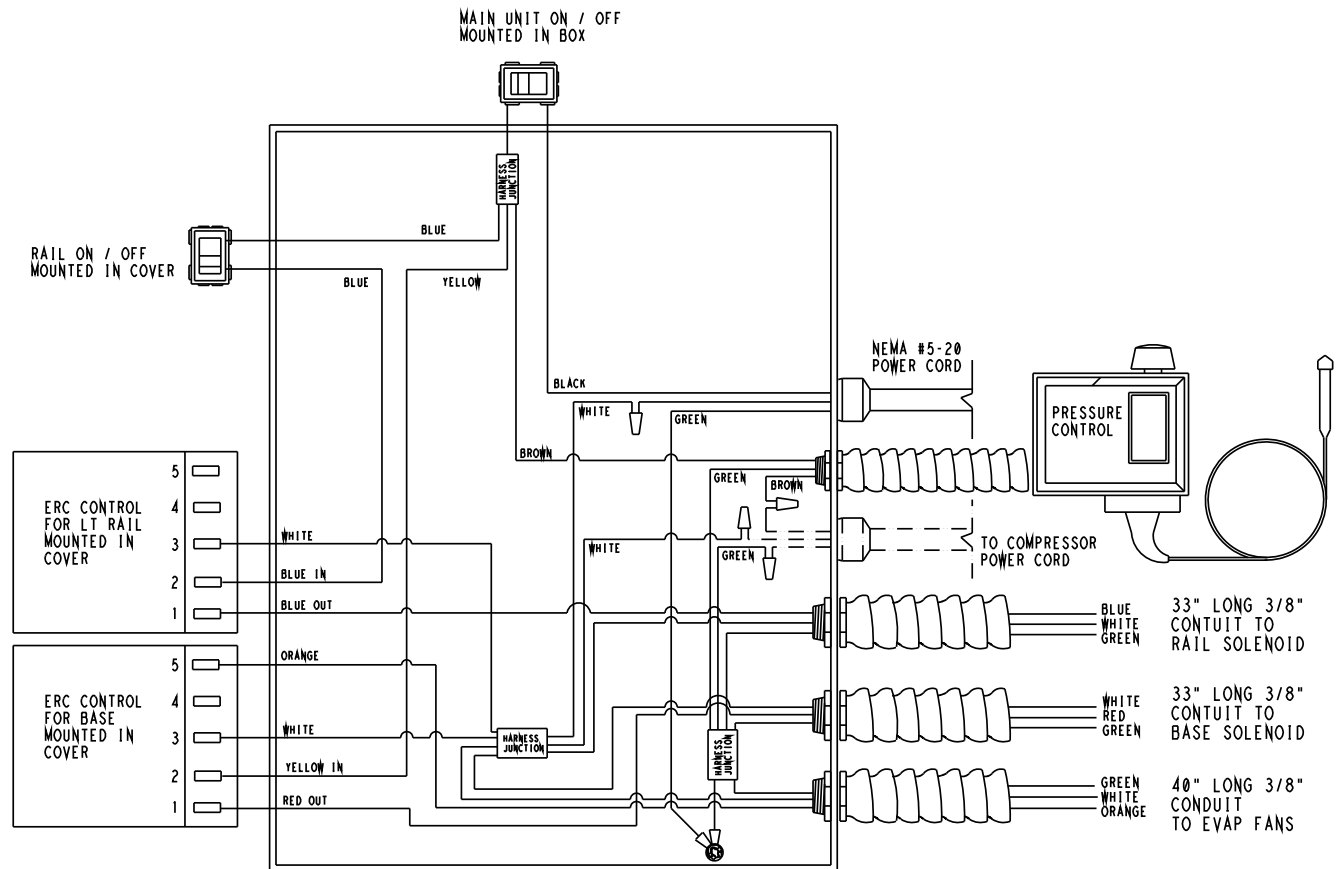 MAIN UNIT ON / OFF
MOUNTED IN BOX
HARNESS
JUNCTION
BLUE
RAIL ON / OFF
MOUNTED IN COVER
BLUE
YELLOW
NEMA #5-20
POWER CORD
BLACK
WHITE
GREEN
PRESSURE
CONTROL
BROWN
GREEN
BROWN
5
4
3
2
1
ERC CONTROL
FOR LT RAIL
MOUNTED IN
COVER
WHITE
WHITE
GREEN
TO COMPRESSOR
POWER CORD
BLUE IN
BLUE OUT
BLUE
WHITE
GREEN
33" LONG 3/8"
CONTUIT TO
RAIL SOLENOID
ORANGE
5
4
3
2
1
ERC CONTROL
FOR BASE
MOUNTED IN
COVER
WHITE
HARNESS
JUNCTION
HARNESS
JUNCTION
WHITE
RED
GREEN
33" LONG 3/8"
CONTUIT TO
BASE SOLENOID
YELLOW IN
RED OUT
GREEN
WHITE
ORANGE
40" LONG 3/8"
CONDUIT
TO EVAP FANS